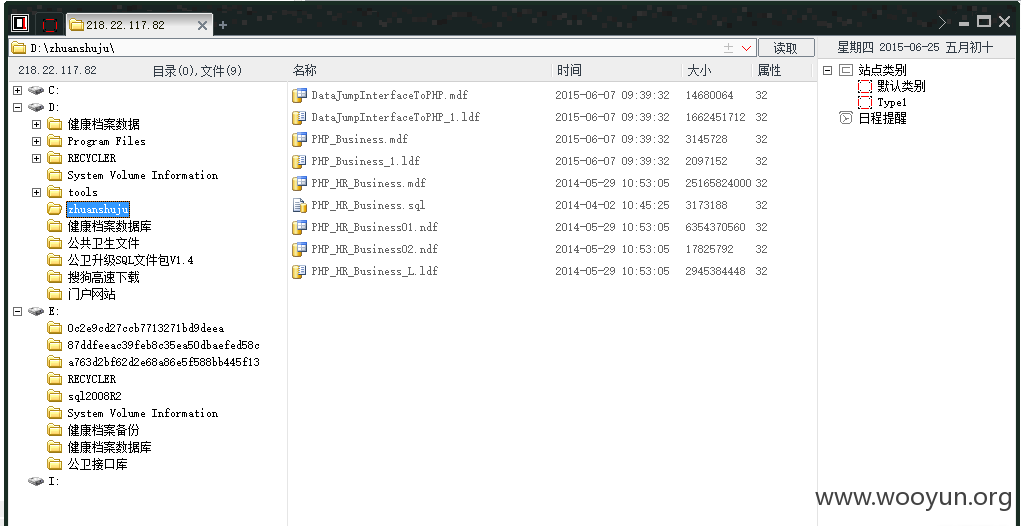 218.22.117.82
D:\zhuanshuju\ 读取 星期四 2015-06-25 五月初十
218.22.117.82 目录(0),文件(9) 名称 时间 大小 属性
C:
D:
健康档案数据
Program Files
RECYCLER
System Volume Information
tools
zhuanshuju
健康档案数据库
公共卫生文件
公卫升级SQL文件包V1.4
搜狗高速下载
门户网站
E:
0c2e9cd27ccb7713271bd9deea
87ddfeeac39feb8c35ea50dbaefed58c
a763d2bf62d2e68a86e5f588bb445f13
RECYCLER
sql2008R2
System Volume Information
健康档案备份
健康档案数据库
公卫接口库
I:
DataJumpInterfaceToPHP.mdf 2015-06-07 09:39:32 14680064 32
DataJumpInterfaceToPHP_1.ldf 2015-06-07 09:39:32 1662451712 32
PHP_Business.mdf 2015-06-07 09:39:32 3145728 32
PHP_Business_1.ldf 2015-06-07 09:39:32 2097152 32
PHP_HR_Business.mdf 2014-05-29 10:53:05 25165824000 32
PHP_HR_Business.sql 2014-04-02 10:45:25 3173188 32
PHP_HR_Business01.ndf 2014-05-29 10:53:05 6354370560 32
PHP_HR_Business02.ndf 2014-05-29 10:53:05 17825792 32
PHP_HR_Business_L.ldf 2014-05-29 10:53:05 2945384448 32
站点类别
默认类别
Type1
日程提醒
www.wooyun.org